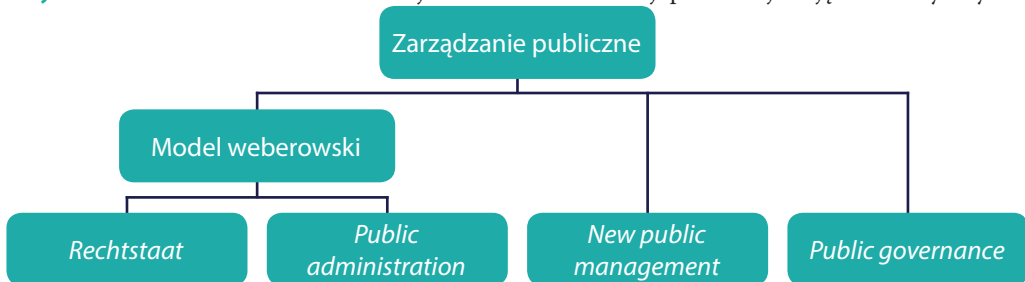 Zarządzanie publiczne
Model weberowski
Rechtstaat
Public
administration
New public
management
Public governance